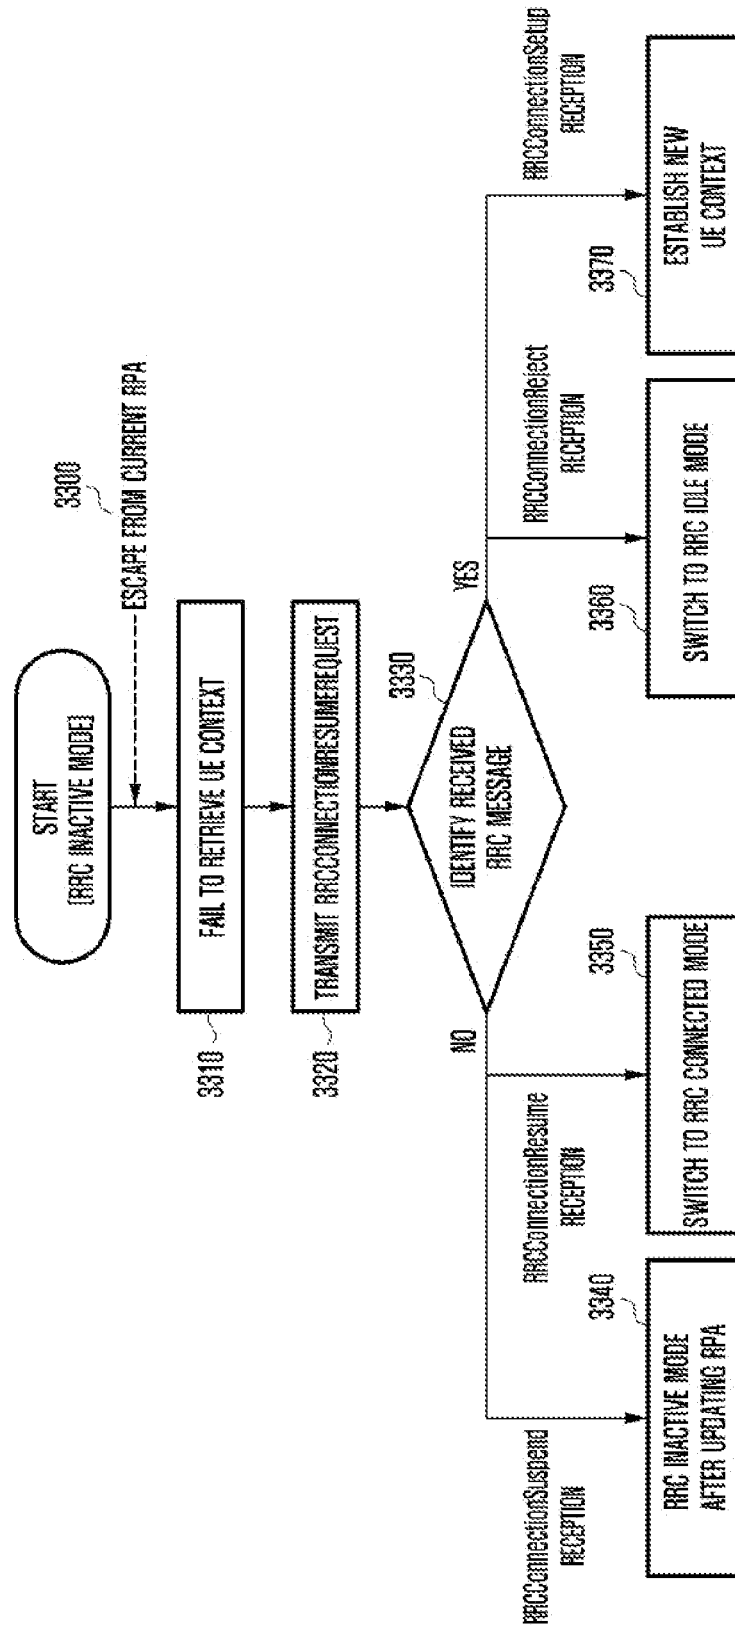 START
(RRC INACTIVE MODE)
3300
ESCAPE FROM CURRENT RPA
3310
FAIL TO RETRIEVE UE CONTEXT
3320
TRANSMIT RRCCONNECTIONRESUMEREQUEST
3330
IDENTIFY RECEIVED
RRC MESSAGE
NO
YES
RRCConnectionSuspend
RECEPTION
RRCConnectionResume
RECEPTION
RRCConnectionReject
RECEPTION
RRCConnectionSetup
RECEPTION
3340
RRC INACTIVE MODE
AFTER UPDATING RPA
3350
SWITCH TO RRC CONNECTED MODE
3360
SWITCH TO RRC IDLE MODE
3370
ESTABLISH NEW
UE CONTEXT